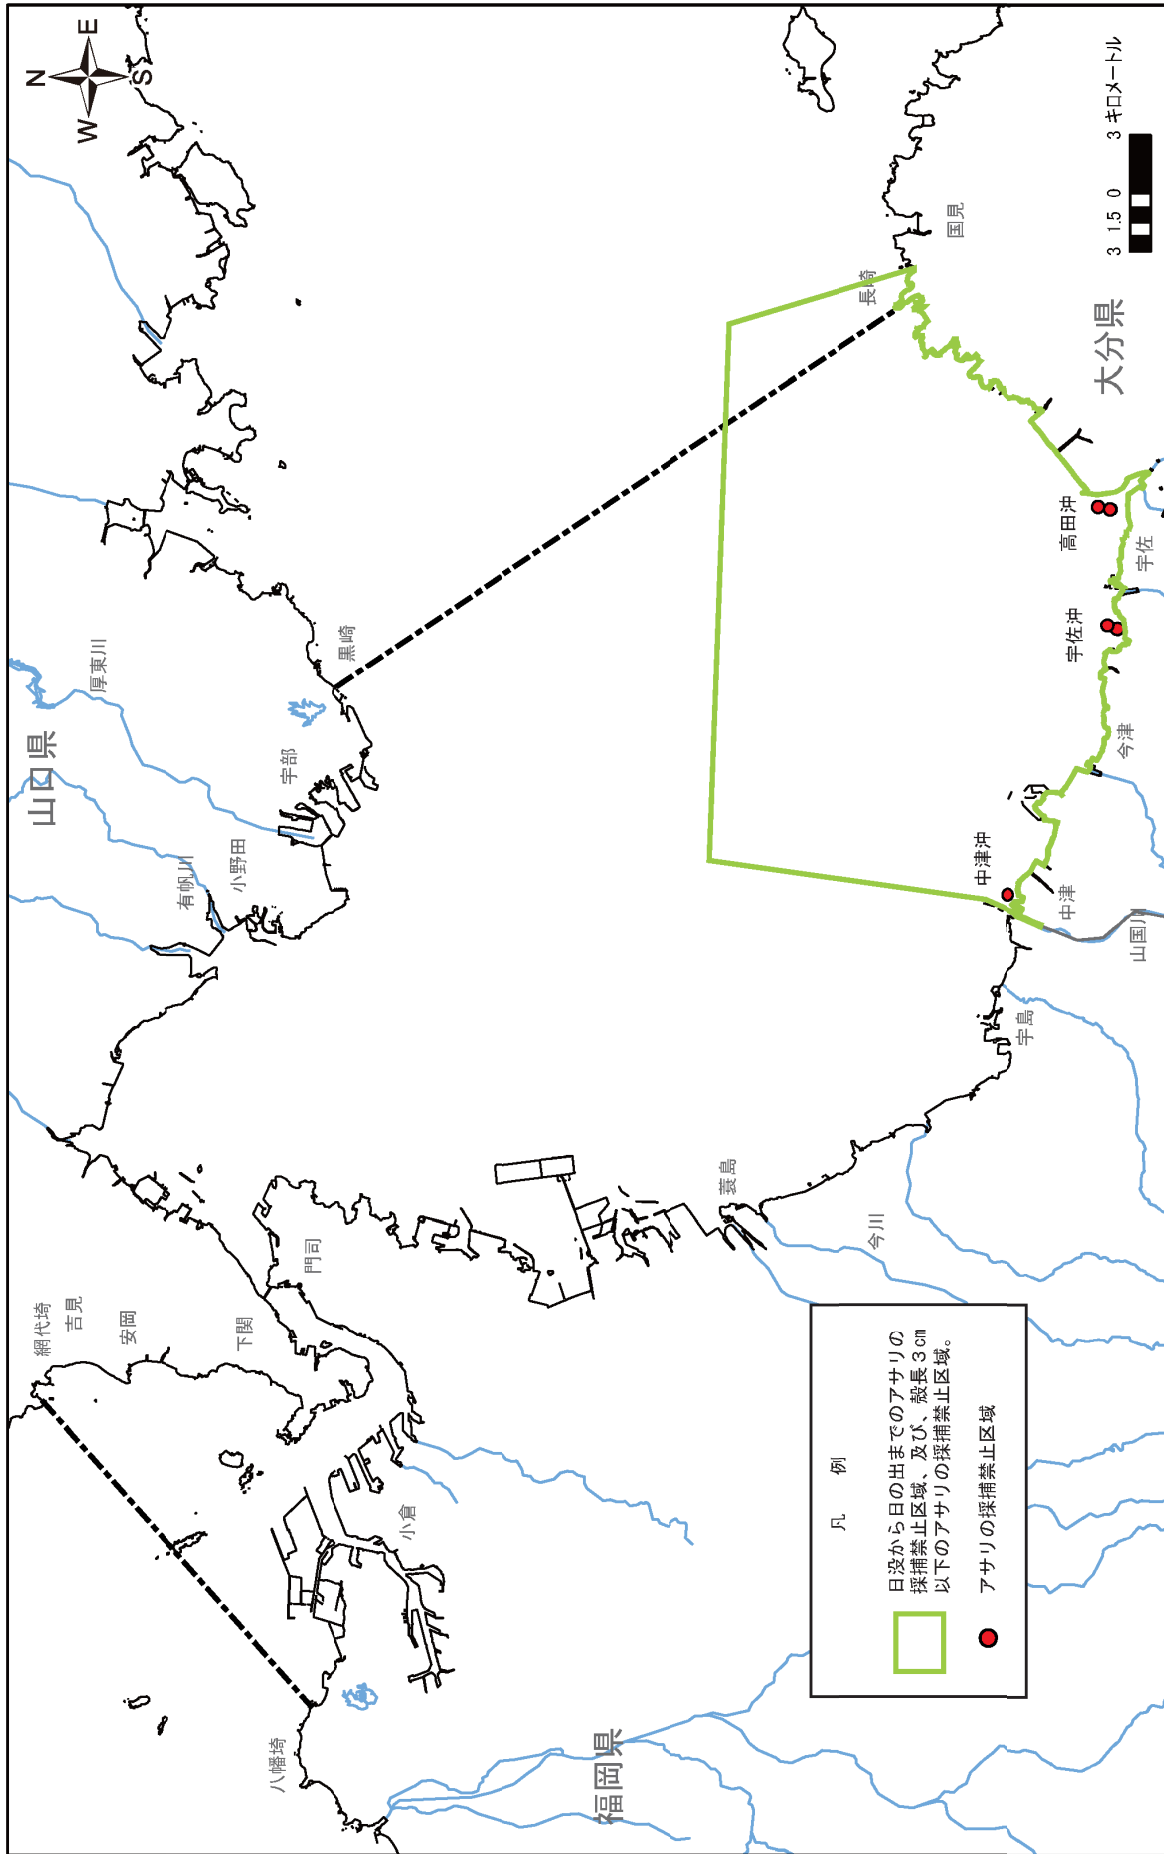 N
E
S
W
山口県
厚東川
有帆川
小野田
宇部
黒崎
網代埼
吉見
安岡
下関
門司
小倉
八幡埼
福岡県
蓑島
今川
宇島
中津沖
中津
山国川
今津
宇佐沖
宇佐
高田沖
長崎
国見
大分県
3 1.5 0 3 キロメートル
凡 例
日没から日の出までのアサリの
採捕禁止区域、及び、殻長3cm
以下のアサリの採捕禁止区域。
アサリの採捕禁止区域